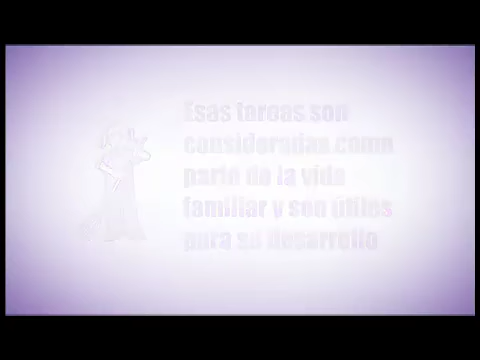 Esas tareas son
consideradas como
parte de la vida
familiar y son útiles
para su desarrollo